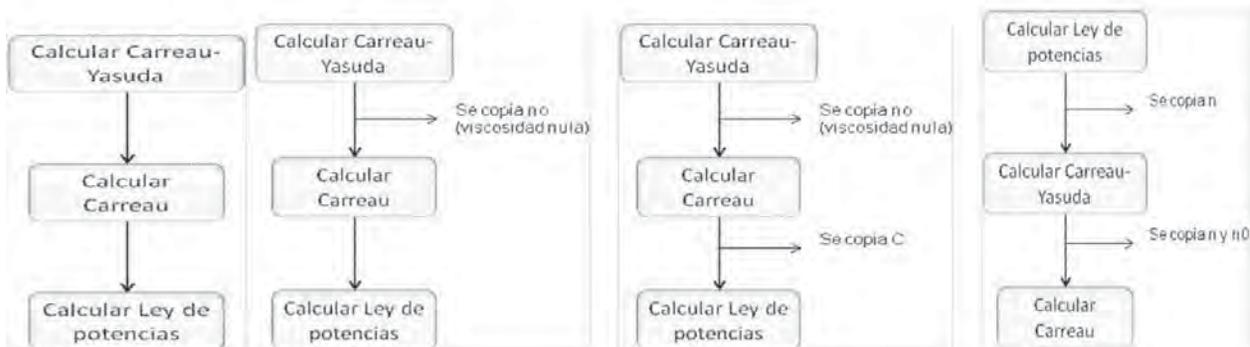 Calcular Carreau-
Yasuda
Calcular
Carreau
Calcular Ley de
potencias
Calcular Carreau-
Yasuda
Se copia no
(viscosidad nula)
Calcular
Carreau
Calcular Ley de
potencias
Calcular Carreau-
Yasuda
Se copia no
(viscosidad nula)
Calcular
Carreau
Se copia C
Calcular Ley de
potencias
Calcular Ley de
potencias
Se copia n
Calcular Carreau-
Yasuda
Se copia n y n0
Calcular
Carreau